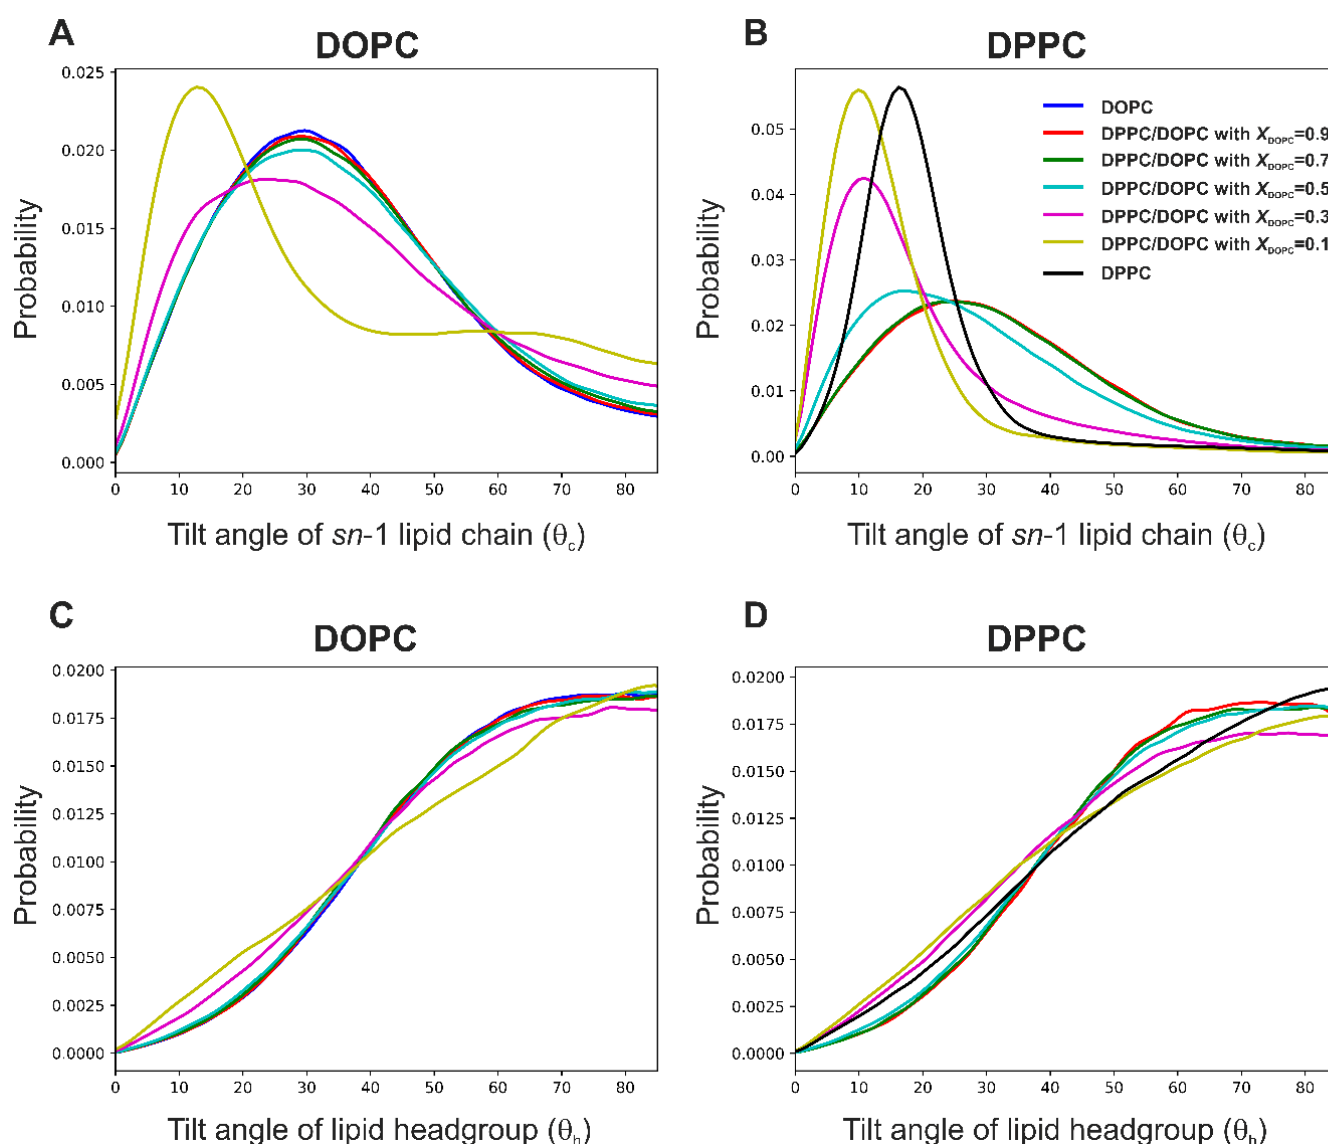 A
DOPC
0.025
0.020
0.015
0.010
0.005
0.000
Probability
0 10 20 30 40 50 60 70 80
Tilt angle of sn-1 lipid chain (θc)
B
DPPC
DOPC
DPPC/DOPC with XDOPC=0.9
DPPC/DOPC with XDOPC=0.7
DPPC/DOPC with XDOPC=0.5
DPPC/DOPC with XDOPC=0.3
DPPC/DOPC with XDOPC=0.1
DPPC
0.05
0.04
0.03
0.02
0.01
0.00
Probability
0 10 20 30 40 50 60 70 80
Tilt angle of sn-1 lipid chain (θc)
C
DOPC
0.0200
0.0175
0.0150
0.0125
0.0100
0.0075
0.0050
0.0025
0.0000
Probability
0 10 20 30 40 50 60 70 80
Tilt angle of lipid headgroup (θh)
D
DPPC
0.0200
0.0175
0.0150
0.0125
0.0100
0.0075
0.0050
0.0025
0.0000
Probability
0 10 20 30 40 50 60 70 80
Tilt angle of lipid headgroup (θh)